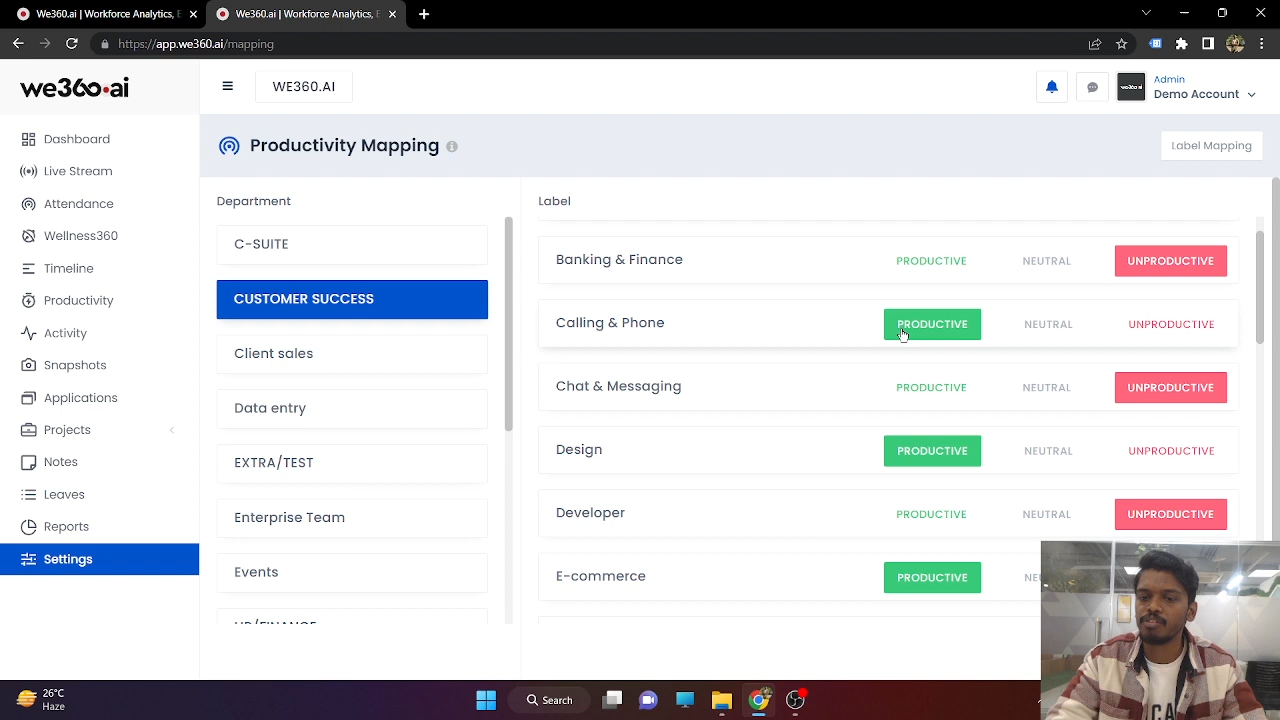 We360.ai | Workforce Analytics, E
We360.ai | Workforce Analytics, E
https://app.we360.ai/mapping
we360.ai
WE360.AI
Admin
Demo Account
Dashboard
Live Stream
Attendance
Wellness360
Timeline
Productivity
Activity
Snapshots
Applications
Projects
Notes
Leaves
Reports
Settings
Productivity Mapping
Label Mapping
Department
C-SUITE
CUSTOMER SUCCESS
Client sales
Data entry
EXTRA/TEST
Enterprise Team
Events
HR/FINANCE
Label
Banking & Finance PRODUCTIVE NEUTRAL UNPRODUCTIVE
Calling & Phone PRODUCTIVE NEUTRAL UNPRODUCTIVE
Chat & Messaging PRODUCTIVE NEUTRAL UNPRODUCTIVE
Design PRODUCTIVE NEUTRAL UNPRODUCTIVE
Developer PRODUCTIVE NEUTRAL UNPRODUCTIVE
E-commerce PRODUCTIVE NE
26°C
Haze
Search